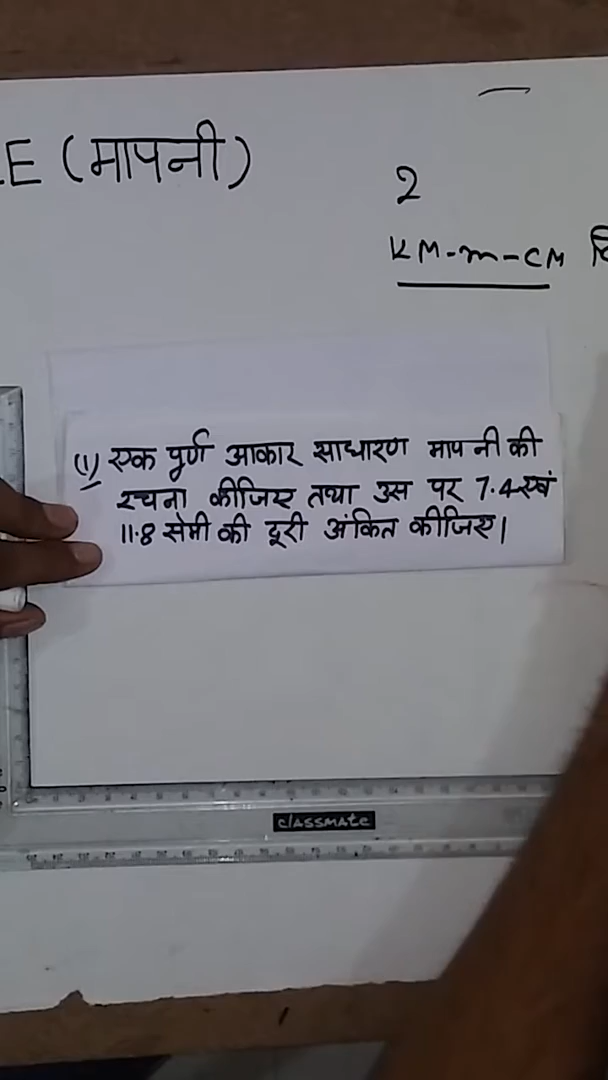 E (मापनी)
2
KM-m-CM
(1) एक पूर्ण आकार साधारण मापनी की
रचना कीजिए तथा उस पर 7.4 एवं
11.8 सेमी की दूरी अंकित कीजिए।
classmate